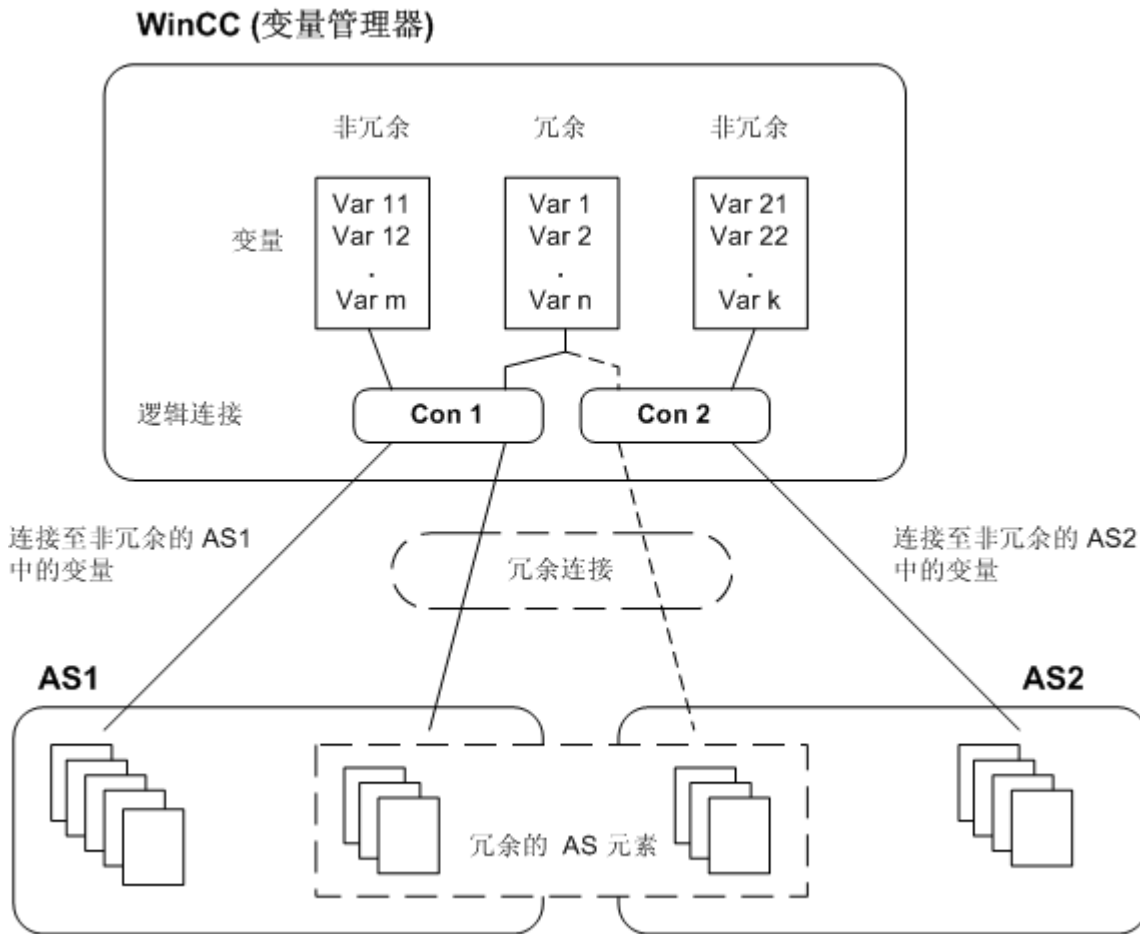 WinCC (变量管理器)
非冗余
冗余
非冗余
变量
Var 11
Var 12
.
Var m
Var 1
Var 2
.
Var n
Var 21
Var 22
.
Var k
逻辑连接
Con 1
Con 2
连接至非冗余的 AS1
中的变量
冗余连接
连接至非冗余的 AS2
中的变量
AS1
AS2
冗余的 AS 元素